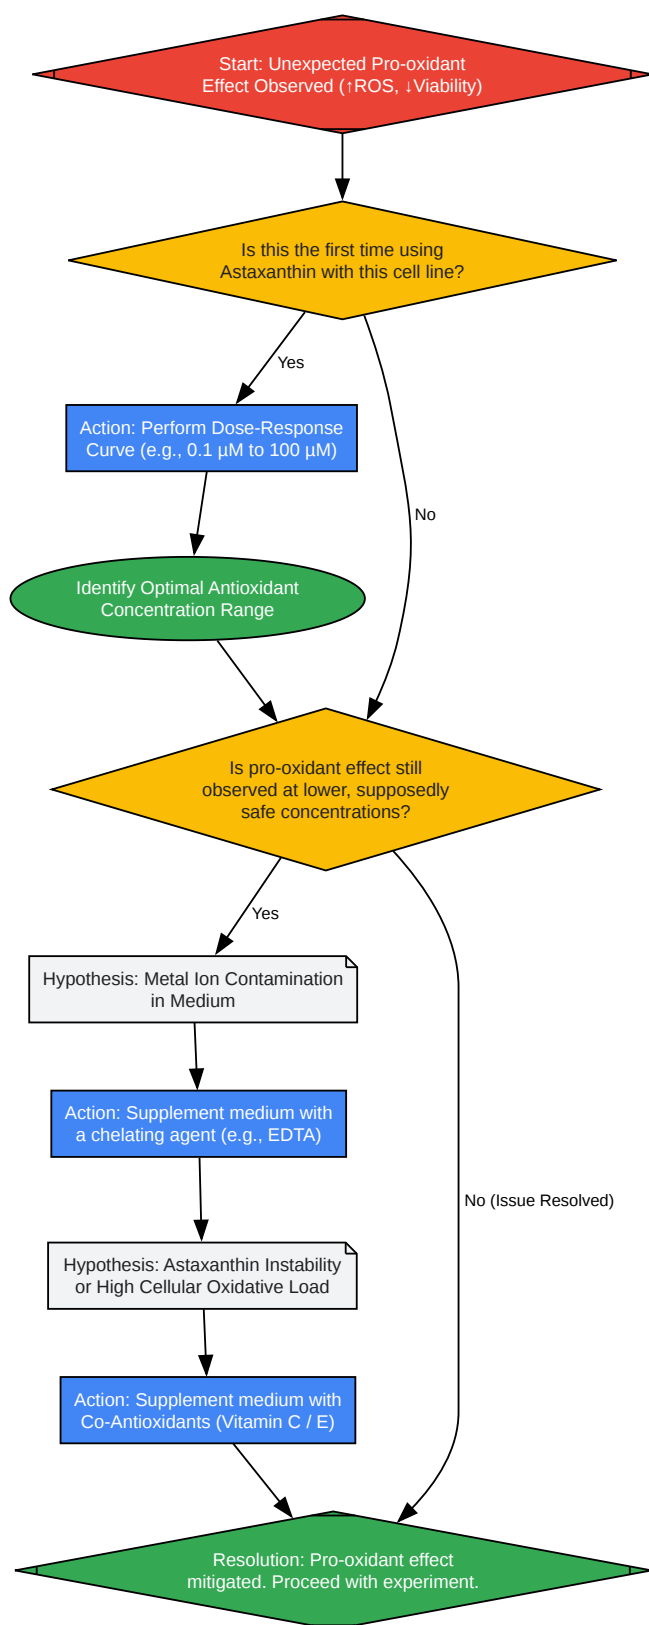 Start: Unexpected Pro-oxidant
Effect Observed (↑ROS, ↓Viability)
Is this the first time using
Astaxanthin with this cell line?
Yes
Action: Perform Dose-Response
Curve (e.g., 0.1 µM to 100 µM)
No
Identify Optimal Antioxidant
Concentration Range
Is pro-oxidant effect still
observed at lower, supposedly
safe concentrations?
Yes
Hypothesis: Metal Ion Contamination
in Medium
Action: Supplement medium with
a chelating agent (e.g., EDTA)
No (Issue Resolved)
Hypothesis: Astaxanthin Instability
or High Cellular Oxidative Load
Action: Supplement medium with
Co-Antioxidants (Vitamin C / E)
Resolution: Pro-oxidant effect
mitigated. Proceed with experiment.